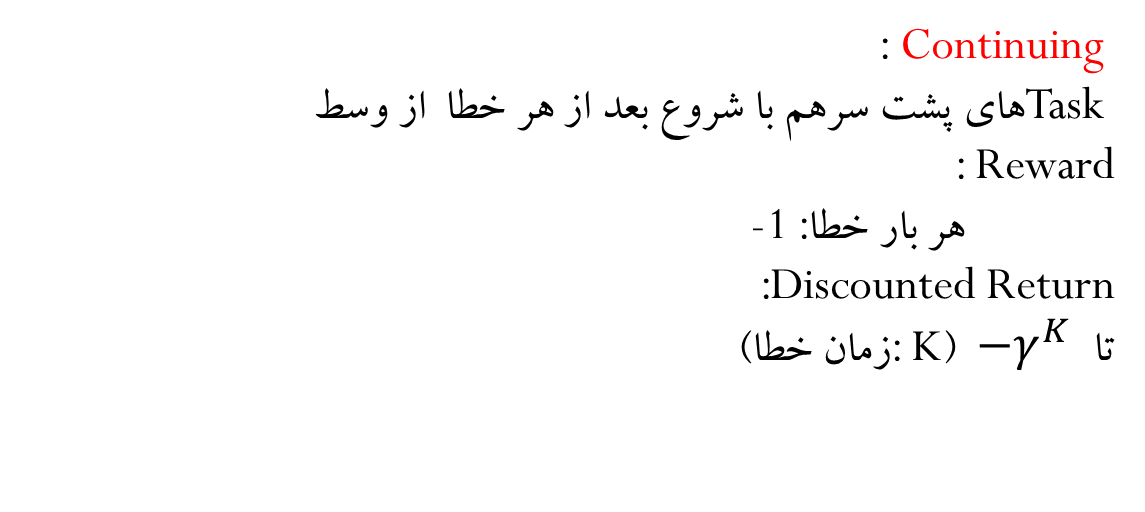 Continuing :
Taskهای پشت سرهم با شروع بعد از هر خطا از وسط
Reward :
هر بار خطا: 1-
Discounted Return:
تا −γ^K (K :زمان خطا)